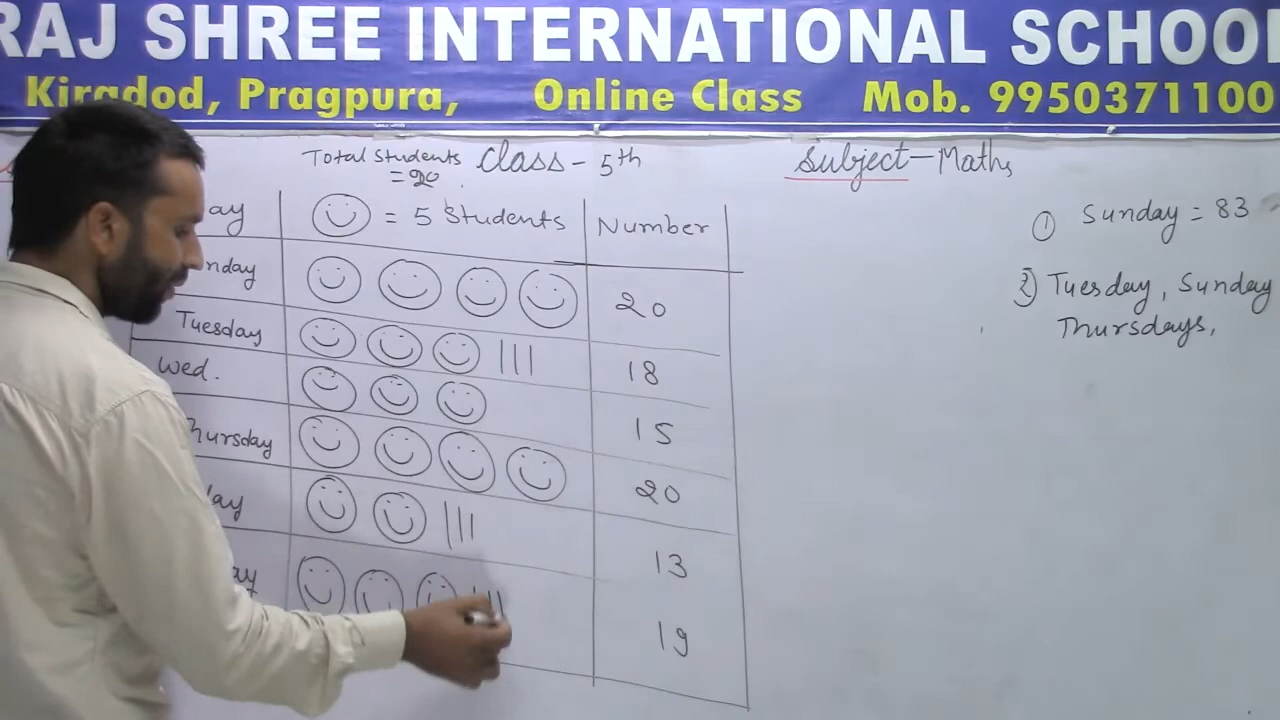 RAJ SHREE INTERNATIONAL SCHOOL
Kiradod, Pragpura, Online Class Mob. 9950371100
Total Students Class - 5th Subject - Maths
= 20
ay = 5 Students Number
nday 20
Tuesday ||| 18
Wed. 15
Thursday 20
day ||| 13
ay 19
① Sunday = 83
2) Tuesday, Sunday
Thursdays,